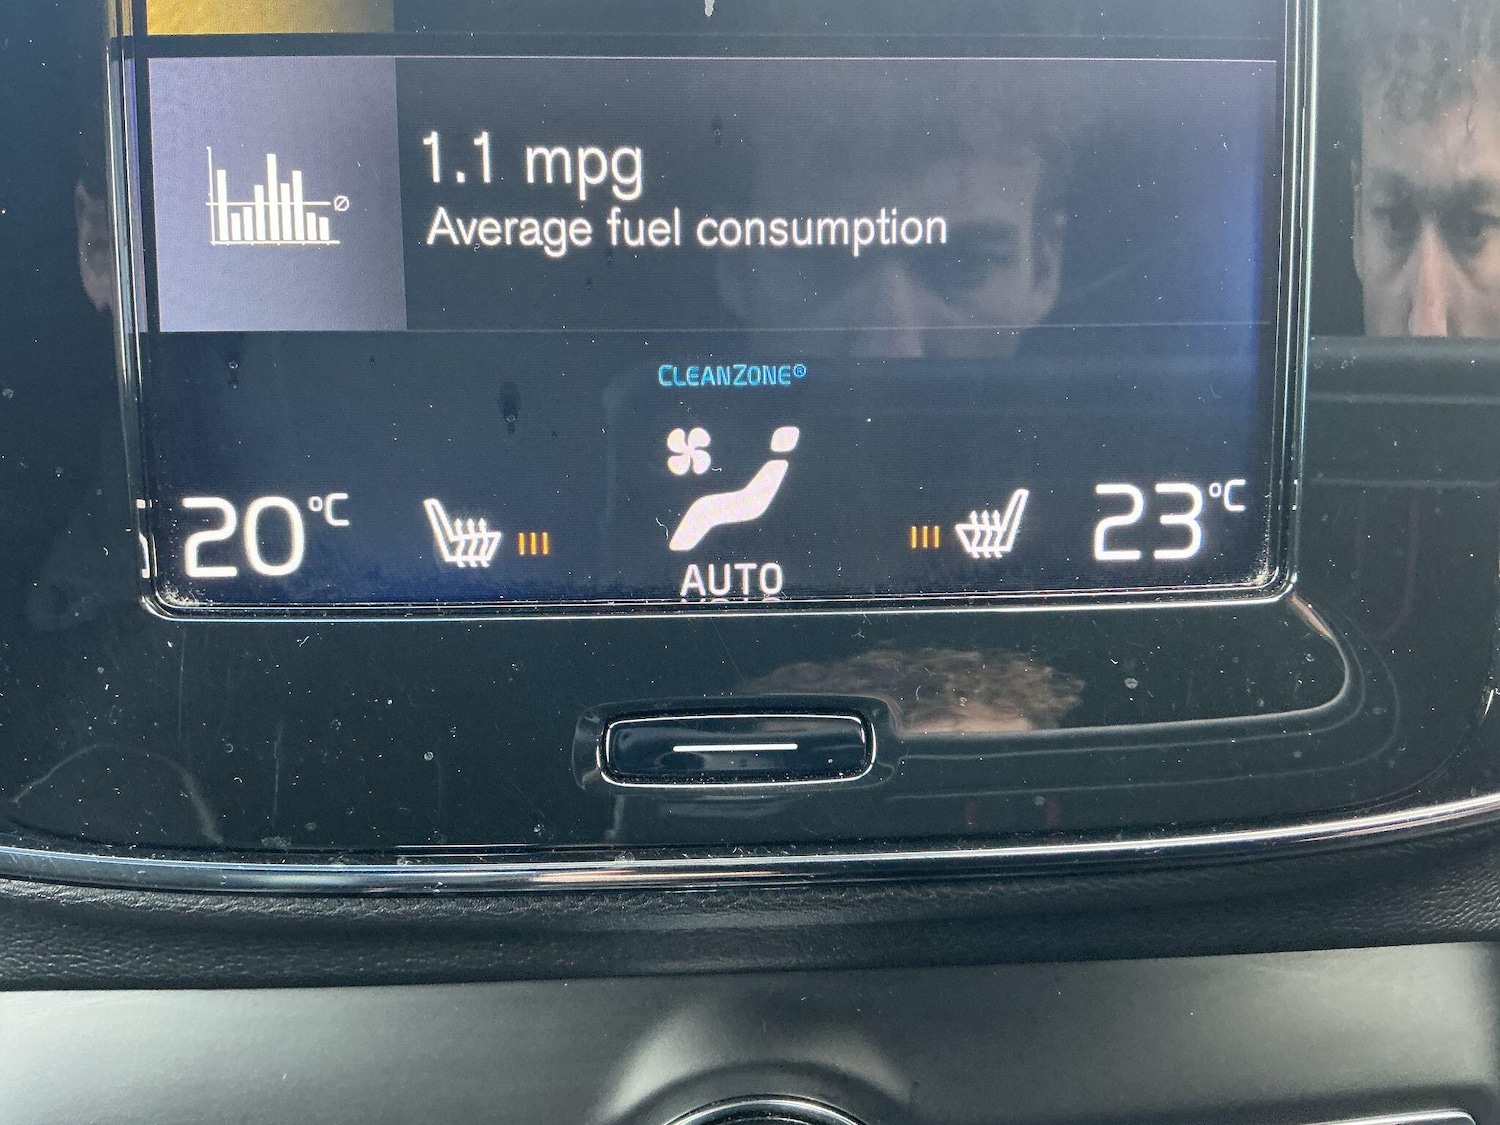 1.1 mpg
Average fuel consumption
CLEANZONE®
20°C
23°C
AUTO